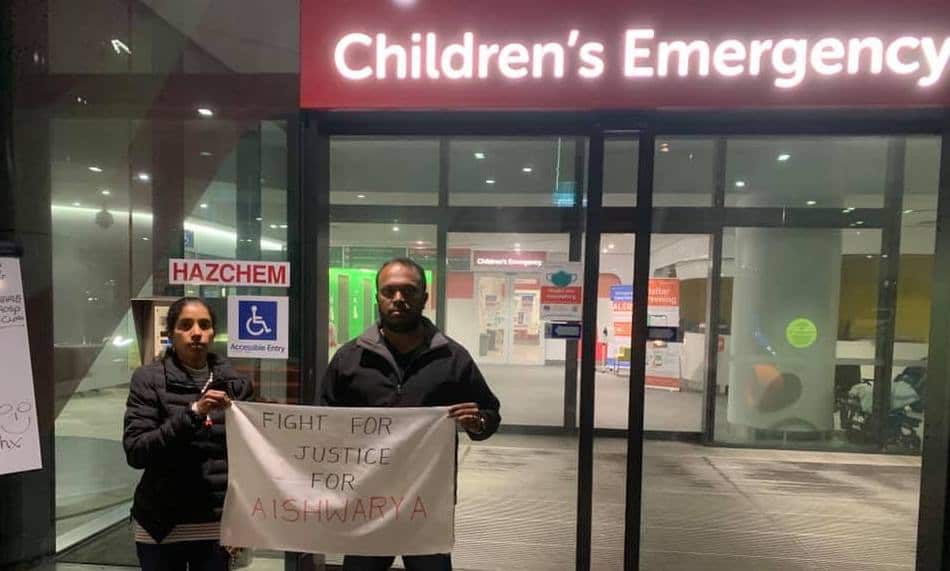 Children's Emergency
Children's Emergency
HAZCHEM
Accessible Entry
FIGHT FOR
JUSTICE
FOR
AISHWARYA